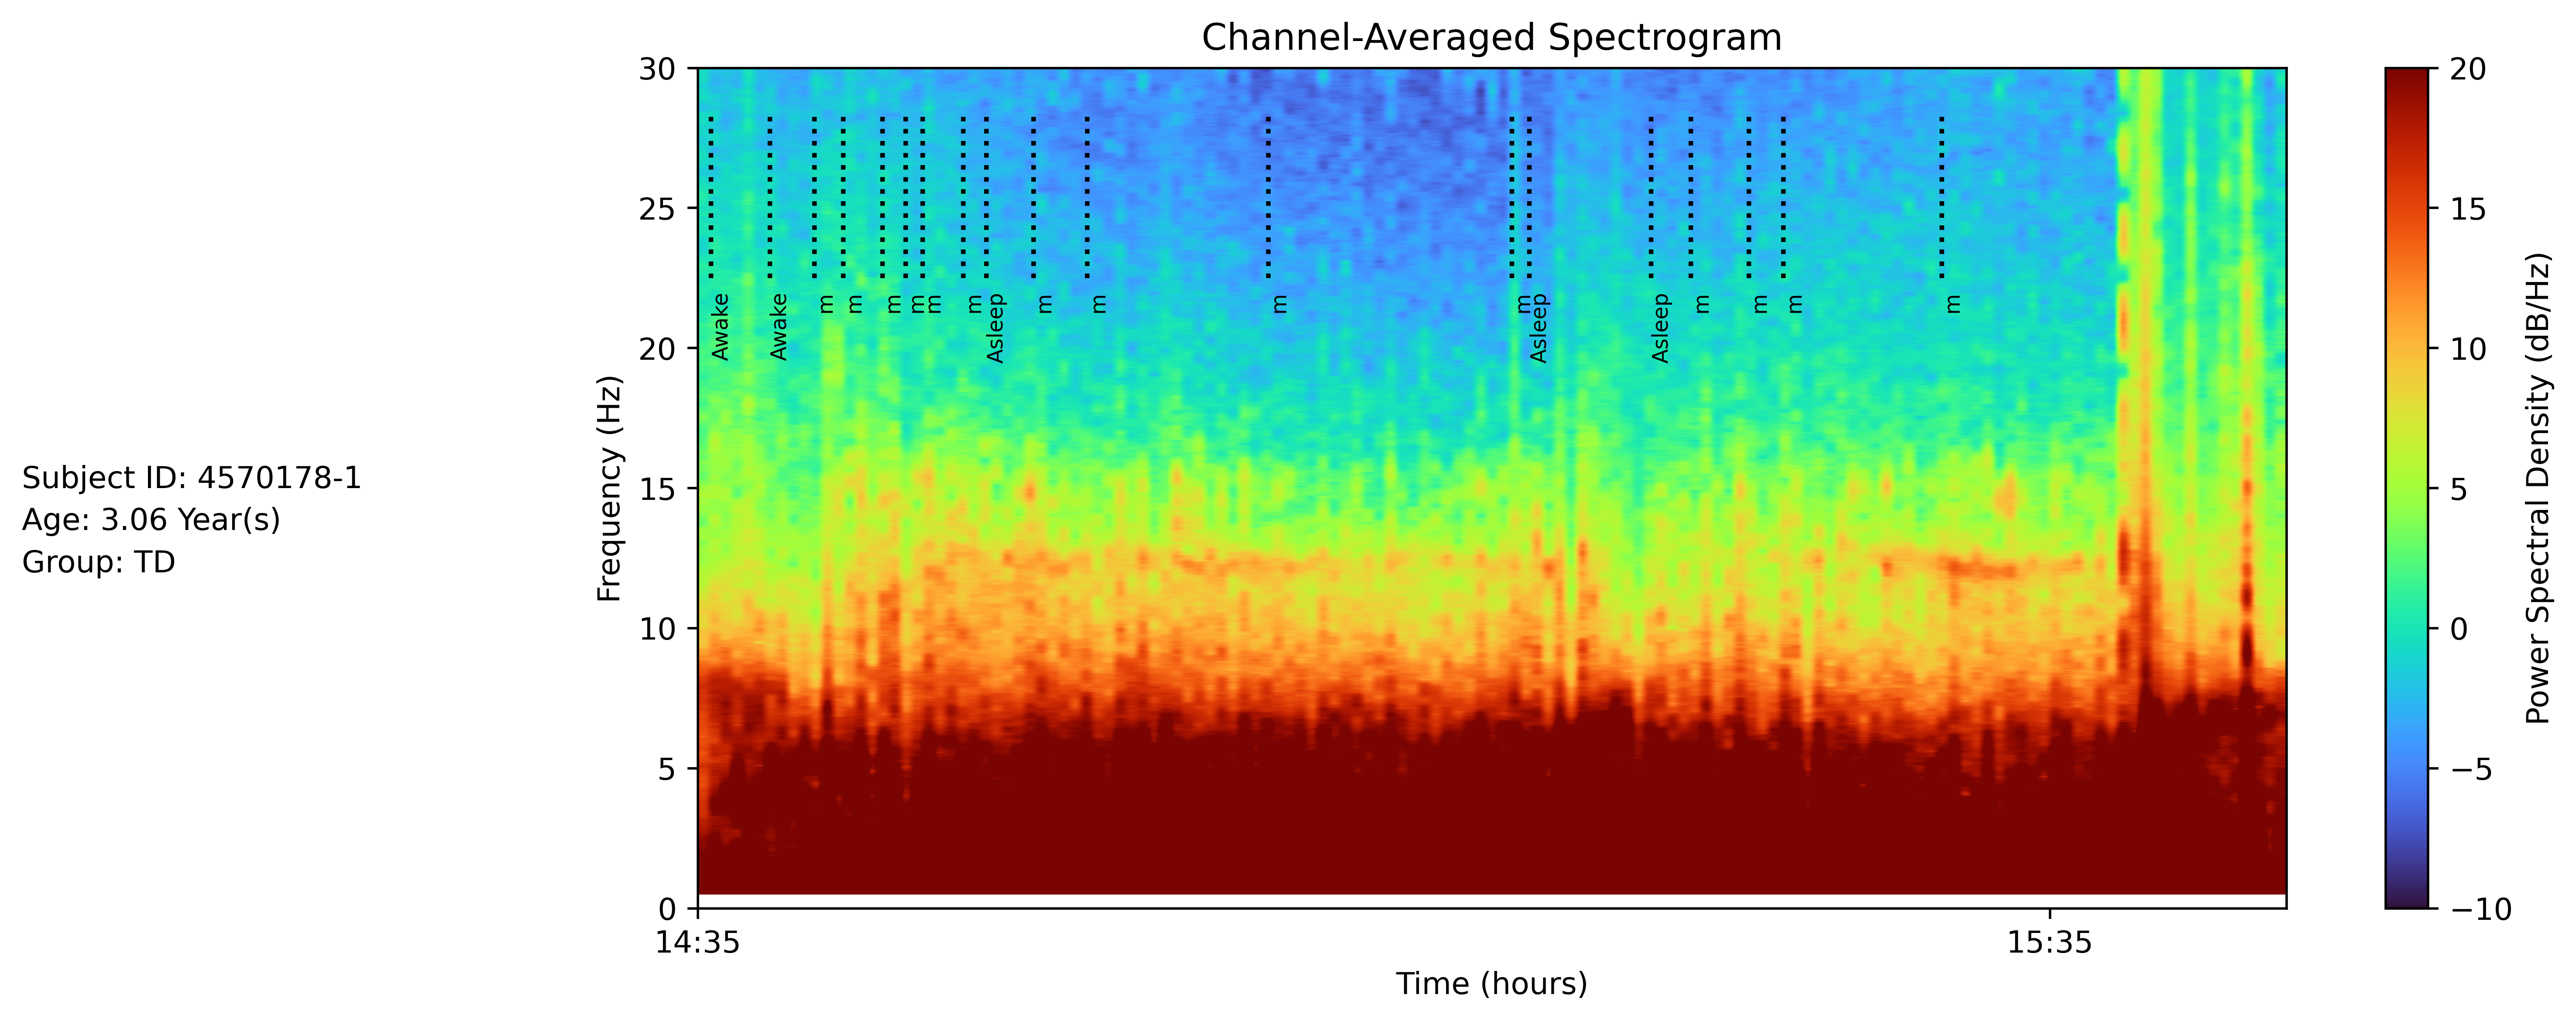 Channel-Averaged Spectrogram
Subject ID: 4570178-1
Age: 3.06 Year(s)
Group: TD
Frequency (Hz)
30
25
20
15
10
5
0
Awake
Awake
m
m
m
m
m
m
Asleep
m
m
m
m
Asleep
Asleep
m
m
m
m
14:35
15:35
Time (hours)
20
15
10
5
0
−5
−10
Power Spectral Density (dB/Hz)